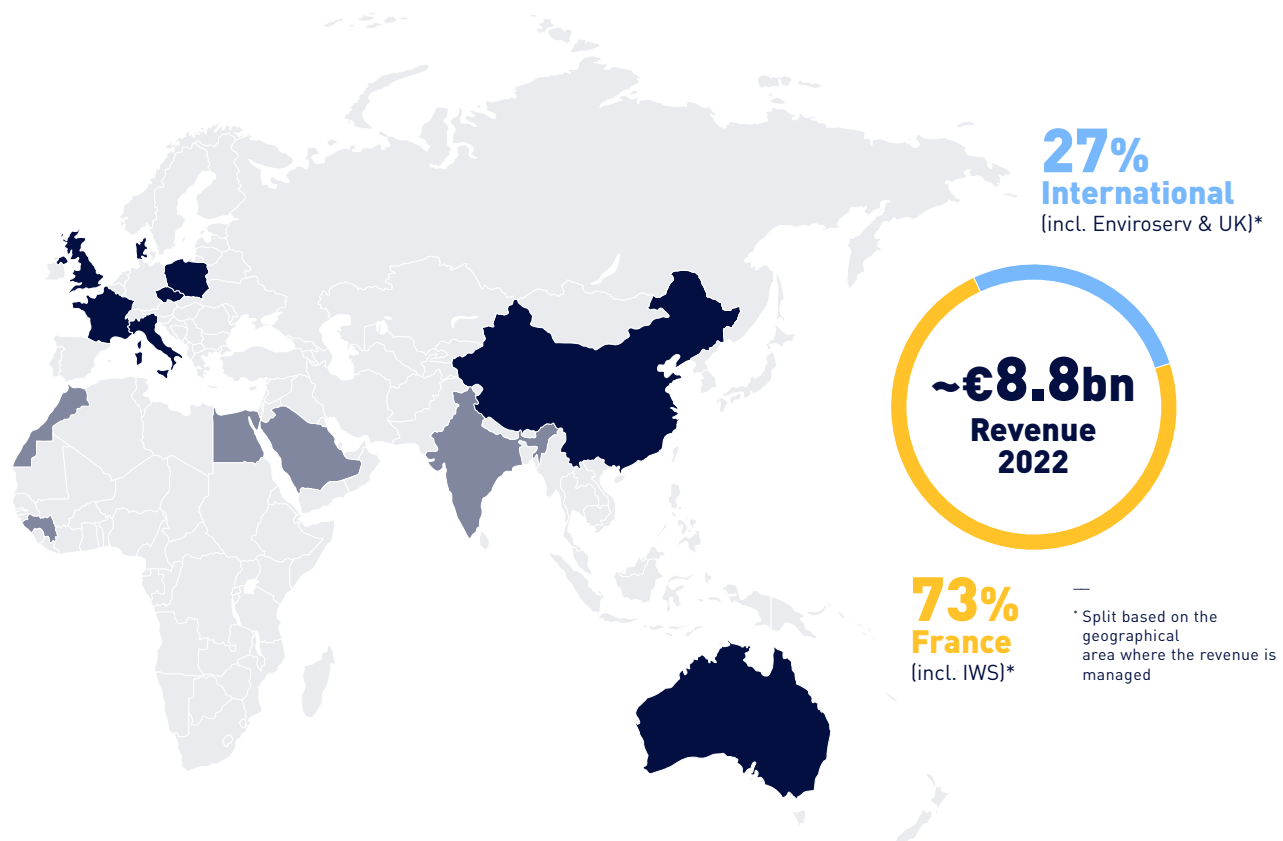 27%
International
(incl. Enviroserv & UK)*
~€8.8bn
Revenue
2022
73%
France
(incl. IWS)*
* Split based on the
geographical
area where the revenue is
managed